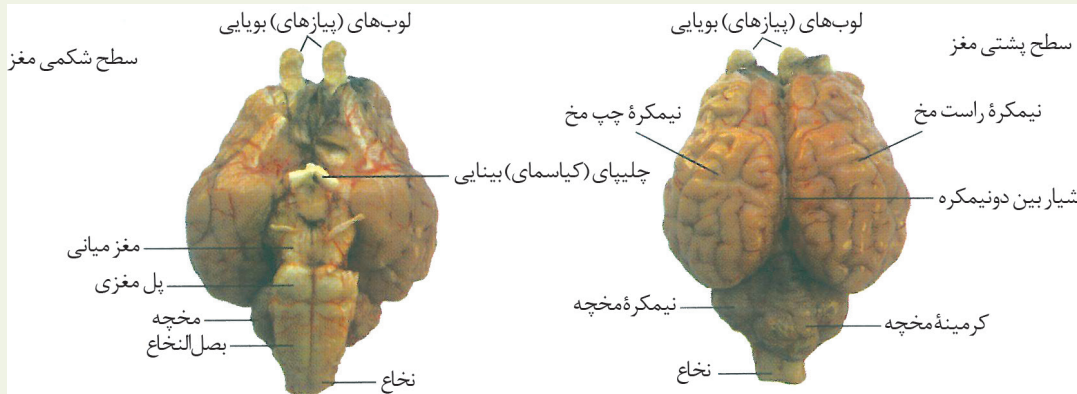 لوب‌های (پیازهای) بویایی
سطح پشتی مغز
نیمکرهٔ راست مخ
نیمکرهٔ چپ مخ
شیار بین دونیمکره
نیمکرهٔ مخچه
کرمینهٔ مخچه
نخاع
لوب‌های (پیازهای) بویایی
سطح شکمی مغز
چلیپای (کیاسمای) بینایی
مغز میانی
پل مغزی
مخچه
بصل‌النخاع
نخاع